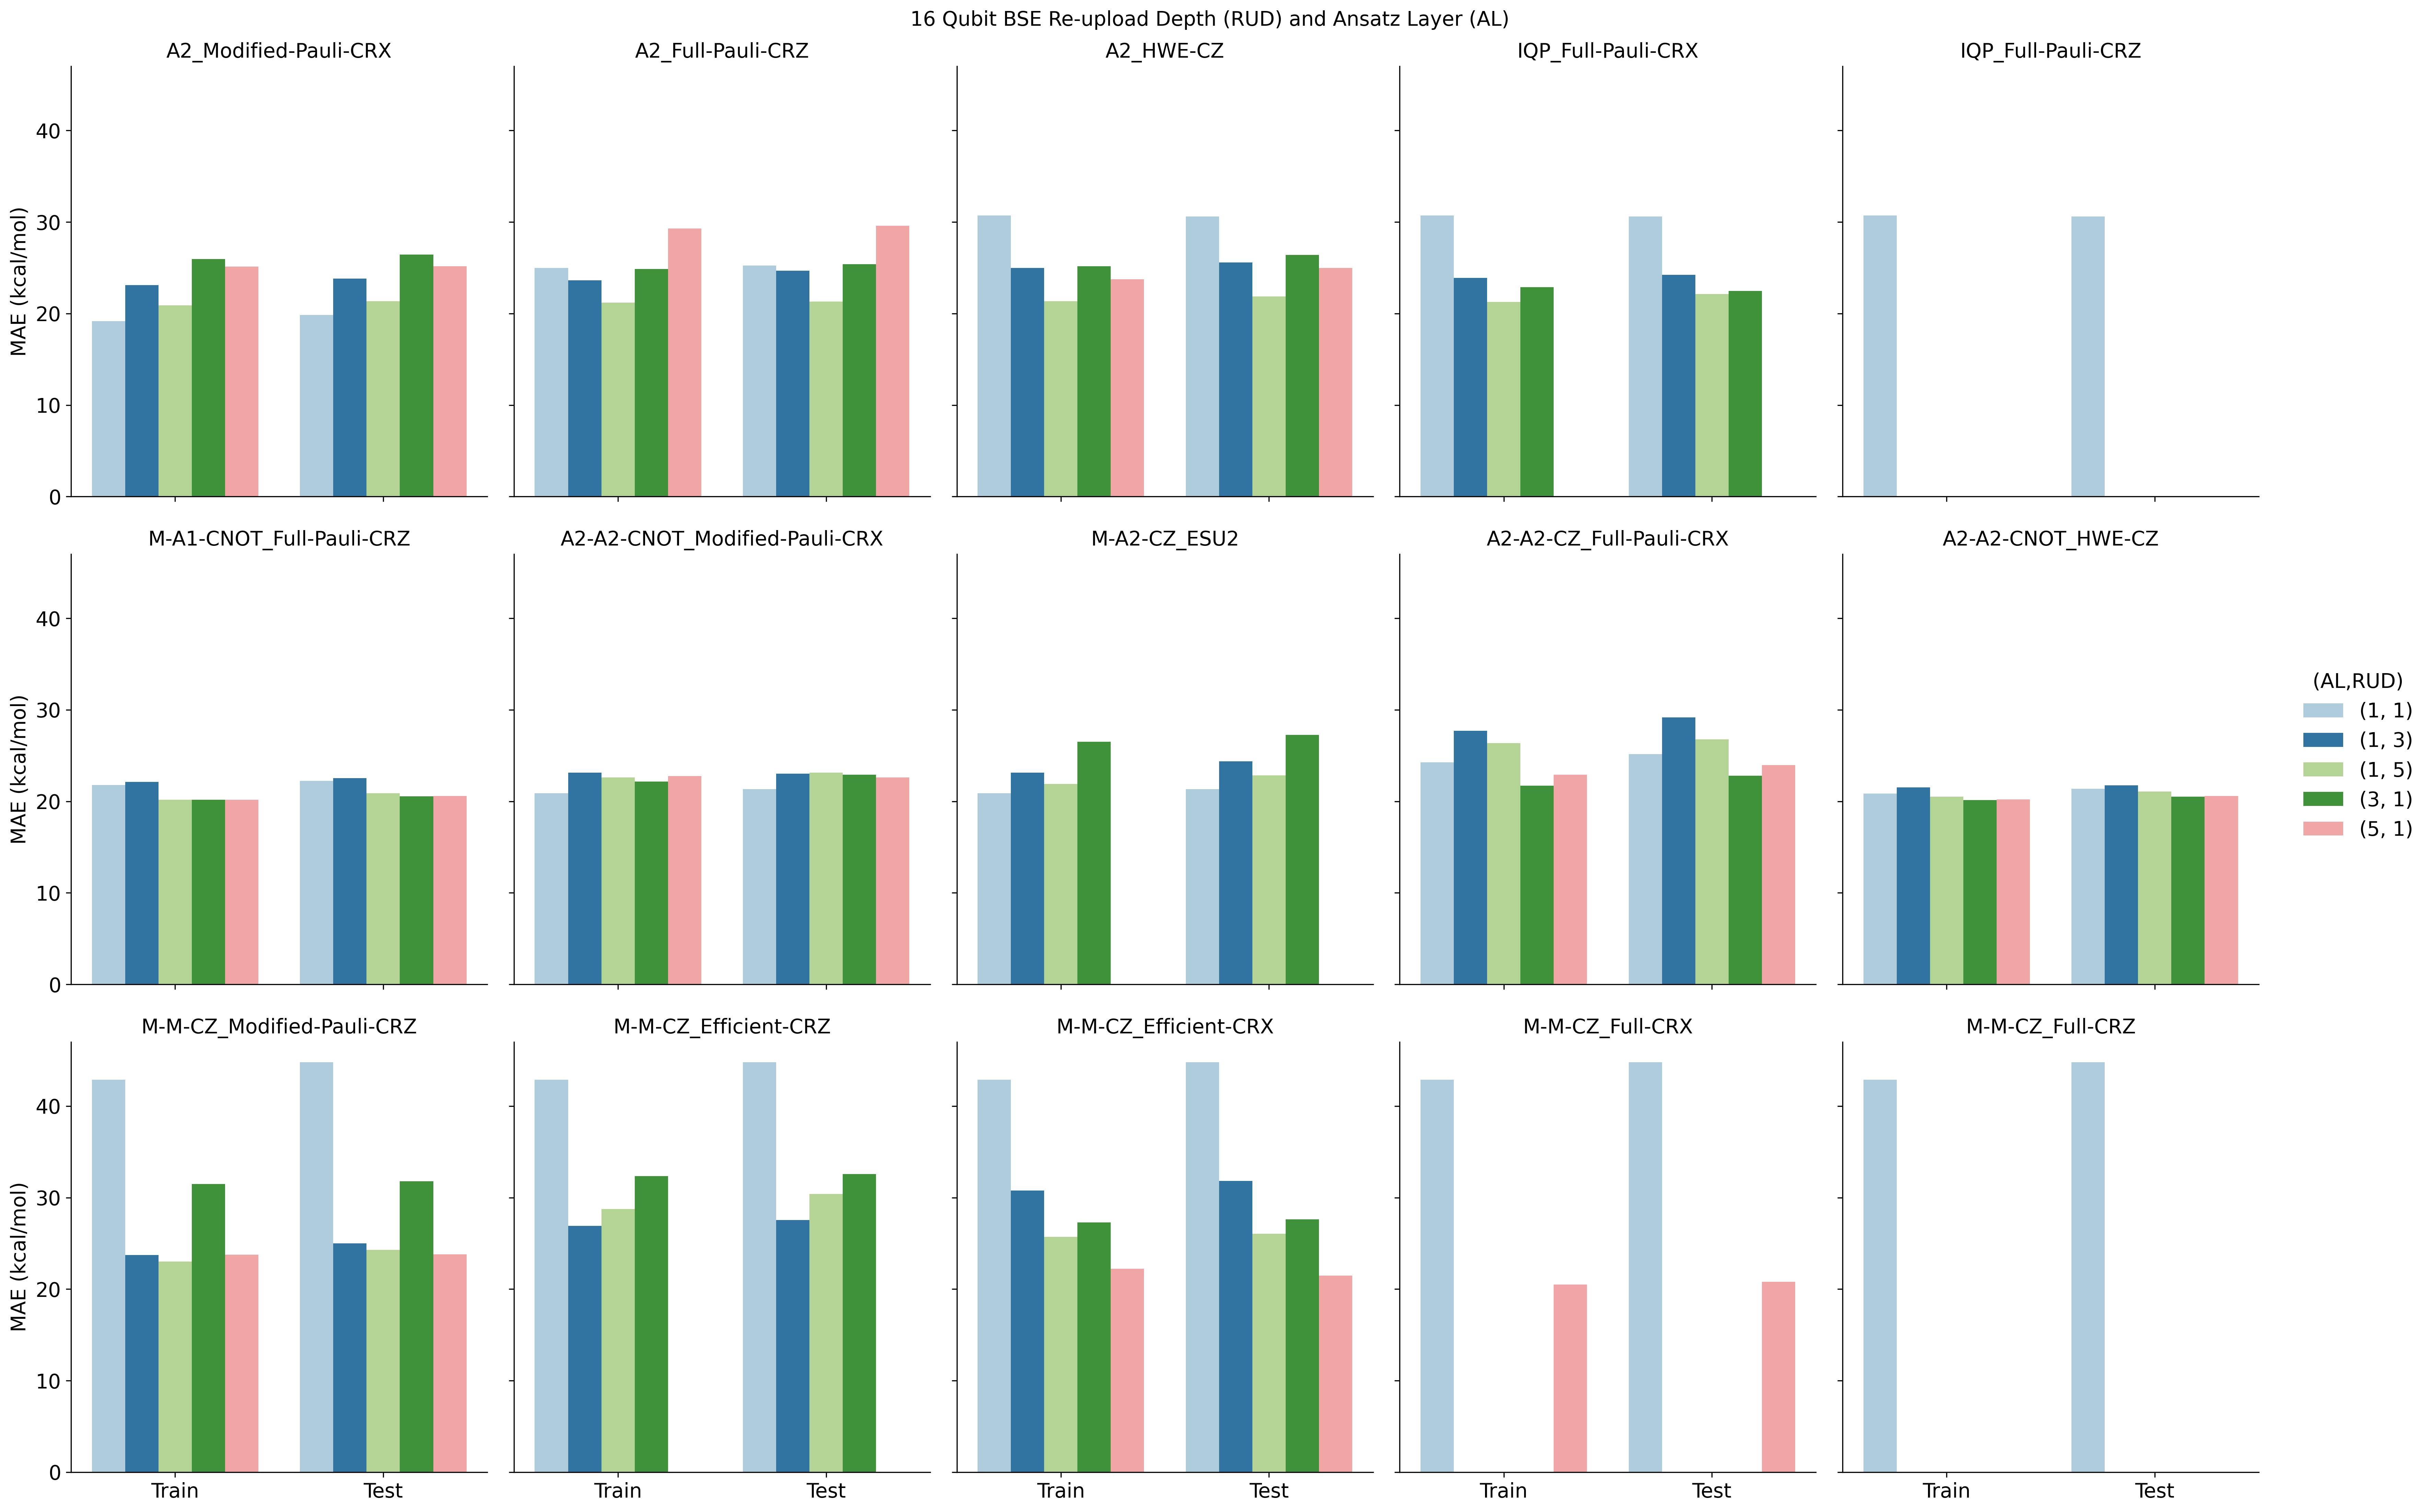 16 Qubit BSE Re-upload Depth (RUD) and Ansatz Layer (AL)
A2_Modified-Pauli-CRX
A2_Full-Pauli-CRZ
A2_HWE-CZ
IQP_Full-Pauli-CRX
IQP_Full-Pauli-CRZ
MAE (kcal/mol)
40
30
20
10
0
M-A1-CNOT_Full-Pauli-CRZ
A2-A2-CNOT_Modified-Pauli-CRX
M-A2-CZ_ESU2
A2-A2-CZ_Full-Pauli-CRX
A2-A2-CNOT_HWE-CZ
MAE (kcal/mol)
40
30
20
10
0
(AL,RUD)
(1, 1)
(1, 3)
(1, 5)
(3, 1)
(5, 1)
M-M-CZ_Modified-Pauli-CRZ
M-M-CZ_Efficient-CRZ
M-M-CZ_Efficient-CRX
M-M-CZ_Full-CRX
M-M-CZ_Full-CRZ
MAE (kcal/mol)
40
30
20
10
0
Train
Test
Train
Test
Train
Test
Train
Test
Train
Test